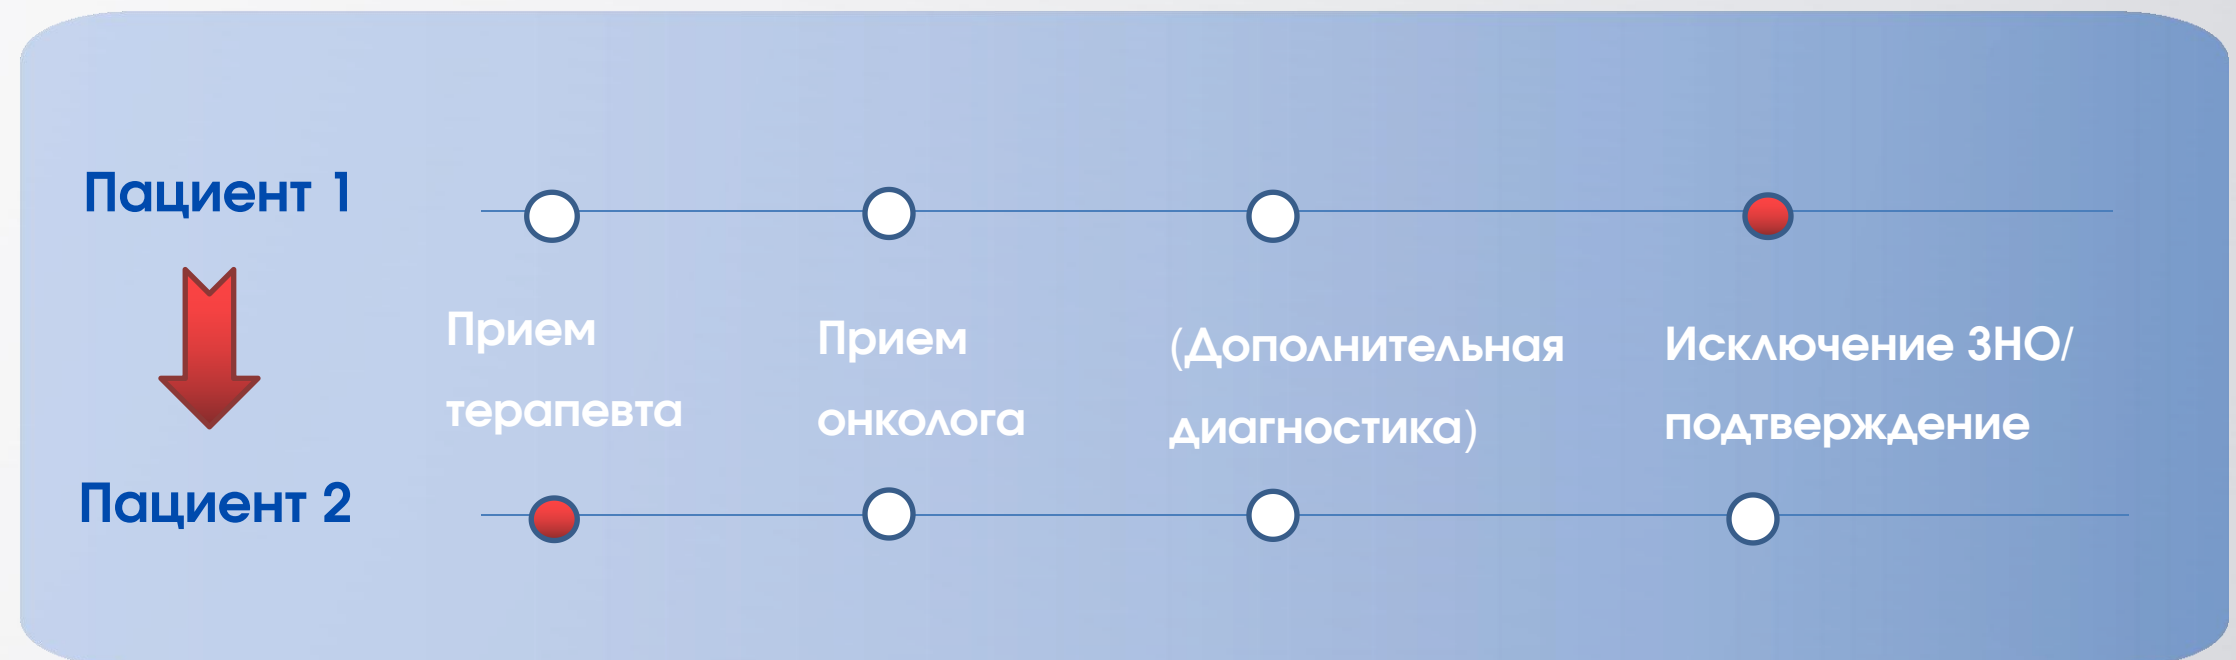 Пациент 1
Прием
терапевта
Прием
онколога
(Дополнительная
диагностика)
Исключение ЗНО/
подтверждение
Пациент 2